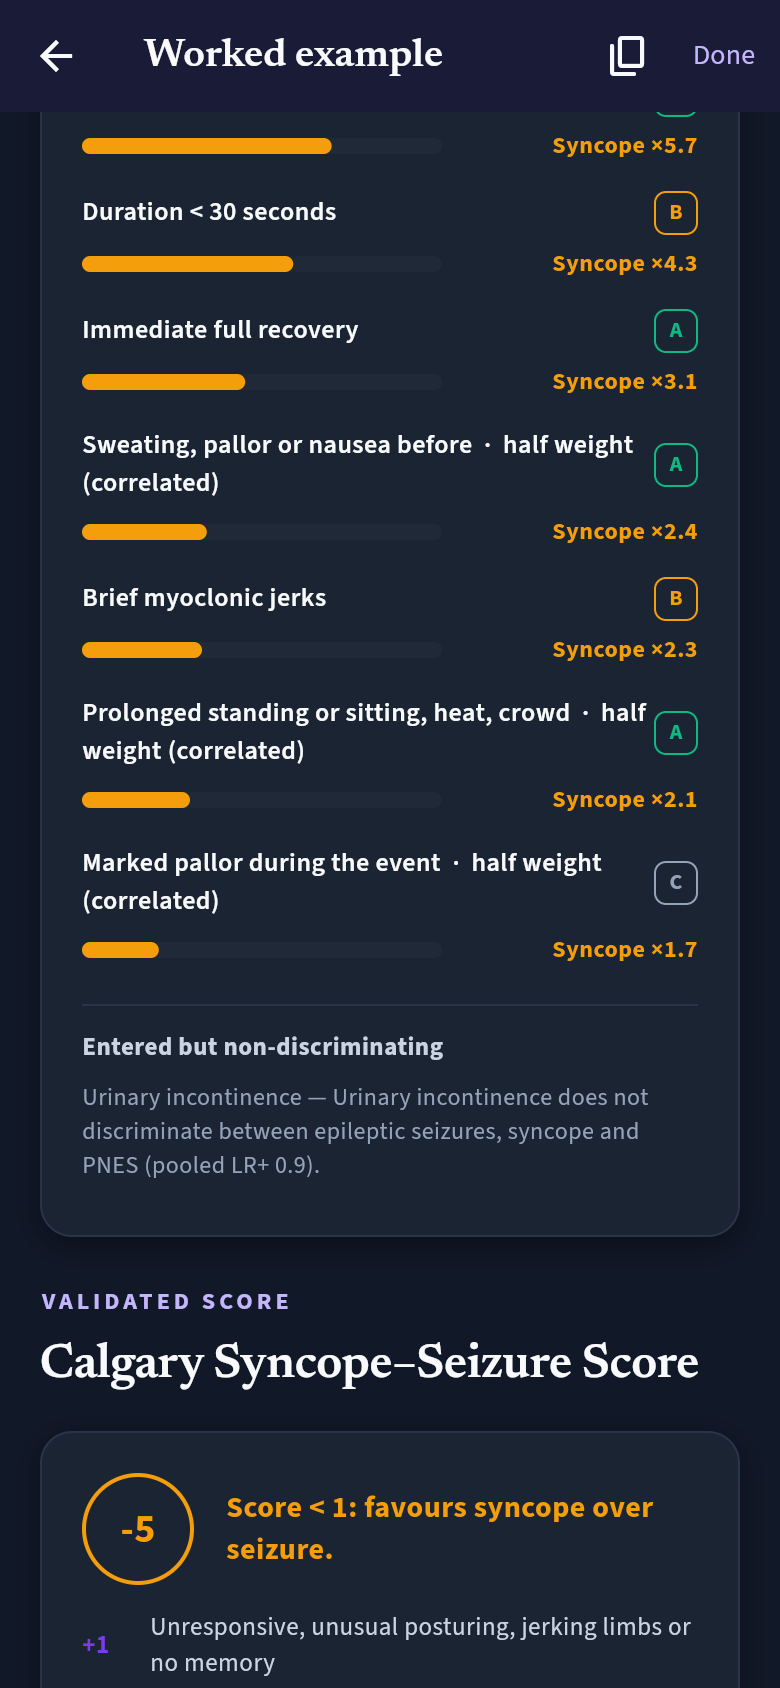 Worked example
Done
Syncope ×5.7
Duration < 30 seconds
B
Syncope ×4.3
Immediate full recovery
A
Syncope ×3.1
Sweating, pallor or nausea before · half weight
(correlated)
A
Syncope ×2.4
Brief myoclonic jerks
B
Syncope ×2.3
Prolonged standing or sitting, heat, crowd · half
weight (correlated)
A
Syncope ×2.1
Marked pallor during the event · half weight
(correlated)
C
Syncope ×1.7
Entered but non-discriminating
Urinary incontinence — Urinary incontinence does not
discriminate between epileptic seizures, syncope and
PNES (pooled LR+ 0.9).
VALIDATED SCORE
Calgary Syncope–Seizure Score
-5
Score < 1: favours syncope over
seizure.
+1
Unresponsive, unusual posturing, jerking limbs or
no memory